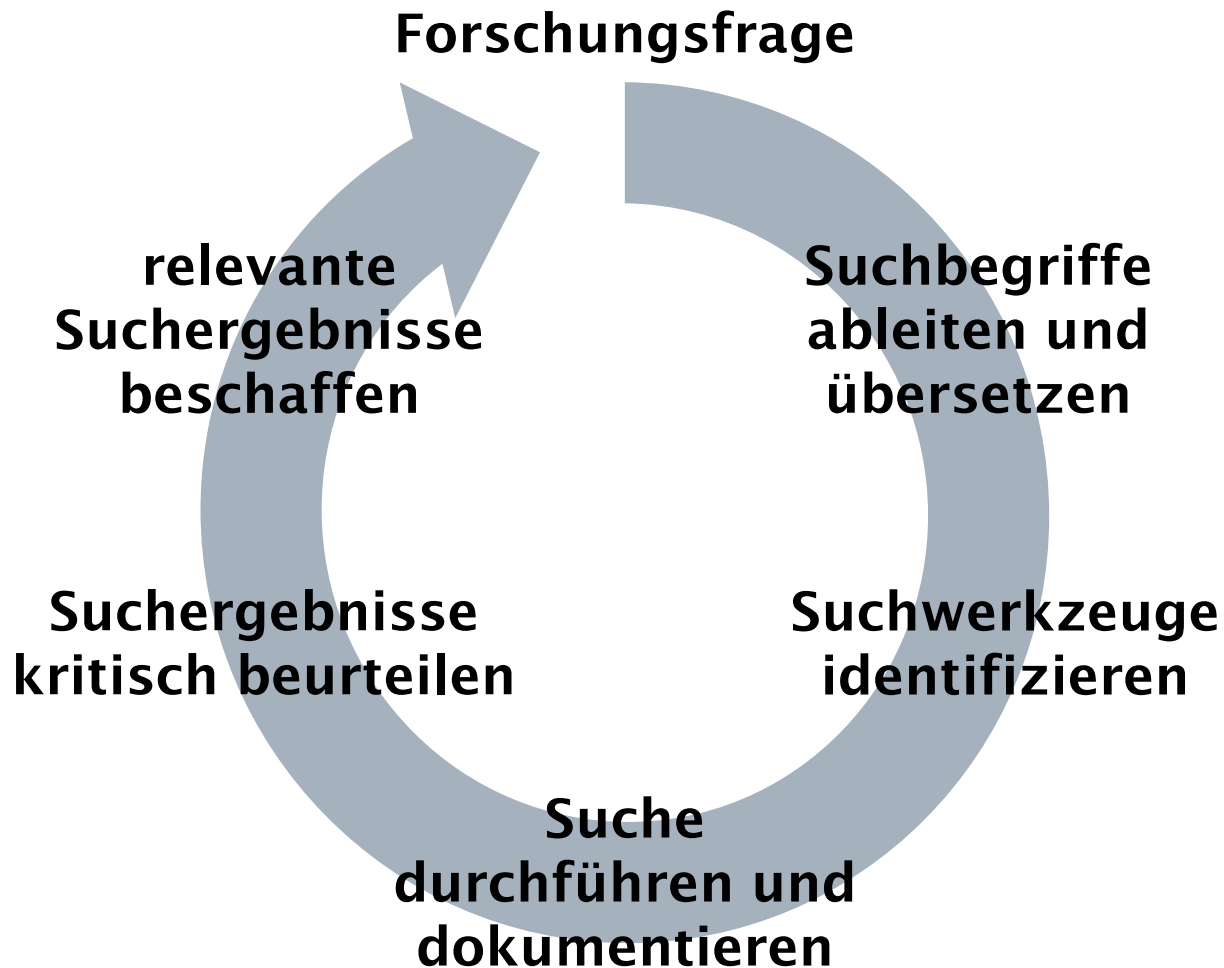 Forschungsfrage
Suchbegriffe
ableiten und
übersetzen
Suchwerkzeuge
identifizieren
Suche
durchführen und
dokumentieren
Suchergebnisse
kritisch beurteilen
relevante
Suchergebnisse
beschaffen